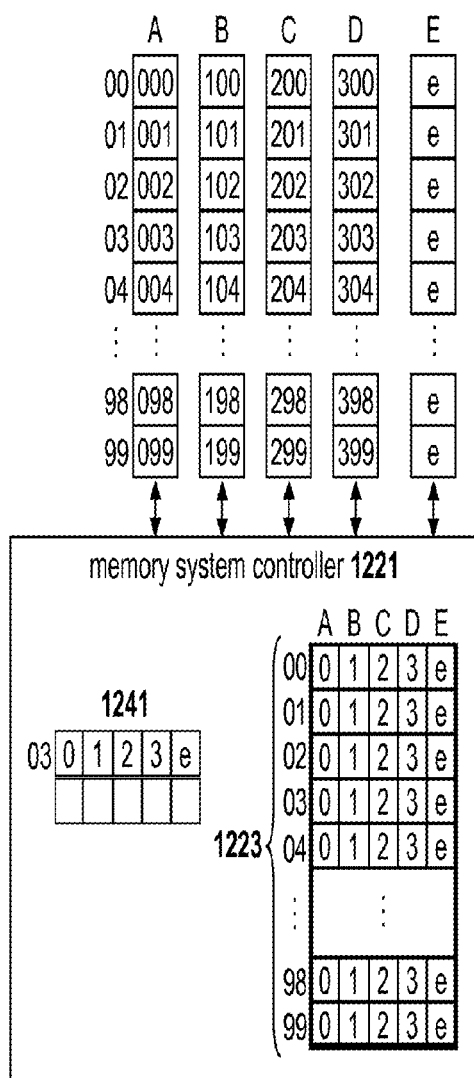 A B C D E
00 000 100 200 300 e
01 001 101 201 301 e
02 002 102 202 302 e
03 003 103 203 303 e
04 004 104 204 304 e
⋮ ⋮ ⋮ ⋮ ⋮ ⋮
98 098 198 298 398 e
99 099 199 299 399 e
memory system controller 1221
1241
03 0 1 2 3 e
A B C D E
00 0 1 2 3 e
01 0 1 2 3 e
02 0 1 2 3 e
03 0 1 2 3 e
1223 04 0 1 2 3 e
⋮ ⋮
98 0 1 2 3 e
99 0 1 2 3 e